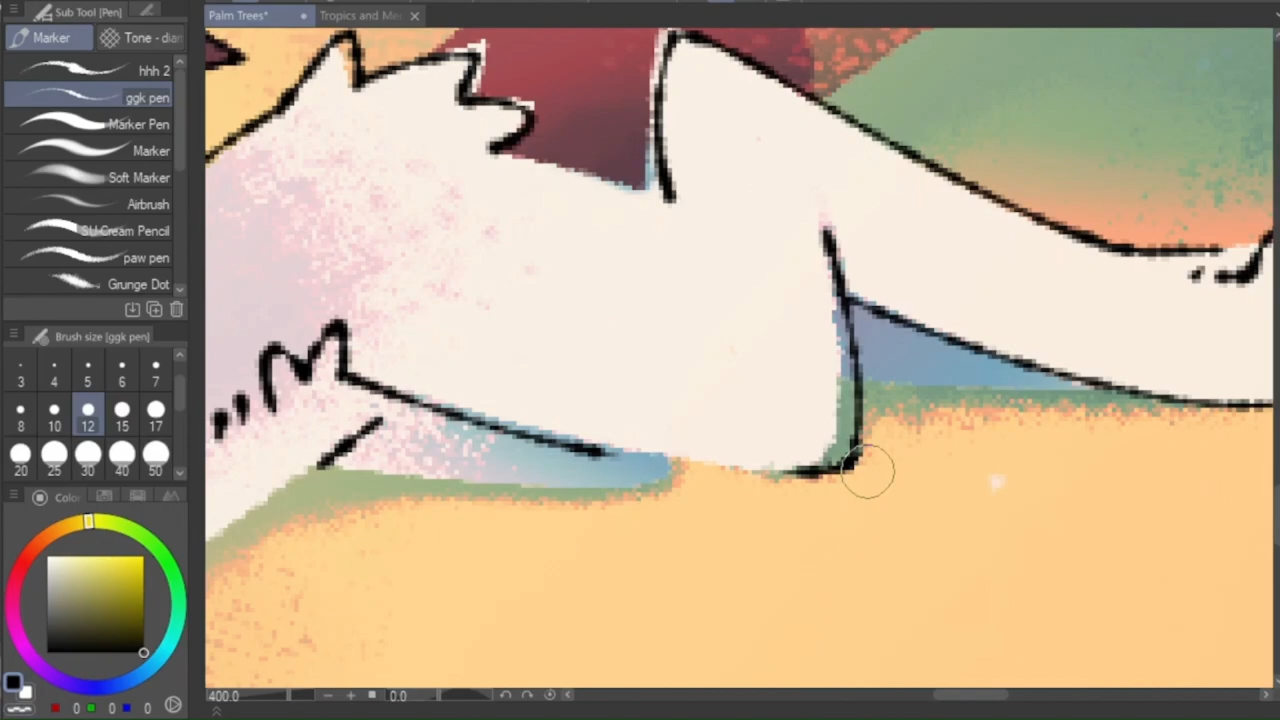 Sub Tool [Pen]
Palm Trees*
Tropics and Me
Marker
Tone - dia
hhh 2
ggk pen
Marker Pen
Marker
Soft Marker
Airbrush
SU-Cream Pencil
paw pen
Grunge Dot
Brush size [ggk pen]
3 4 5 6 7
8 10 12 15 17
20 25 30 40 50
Color
0 0 0
400.0
0.0